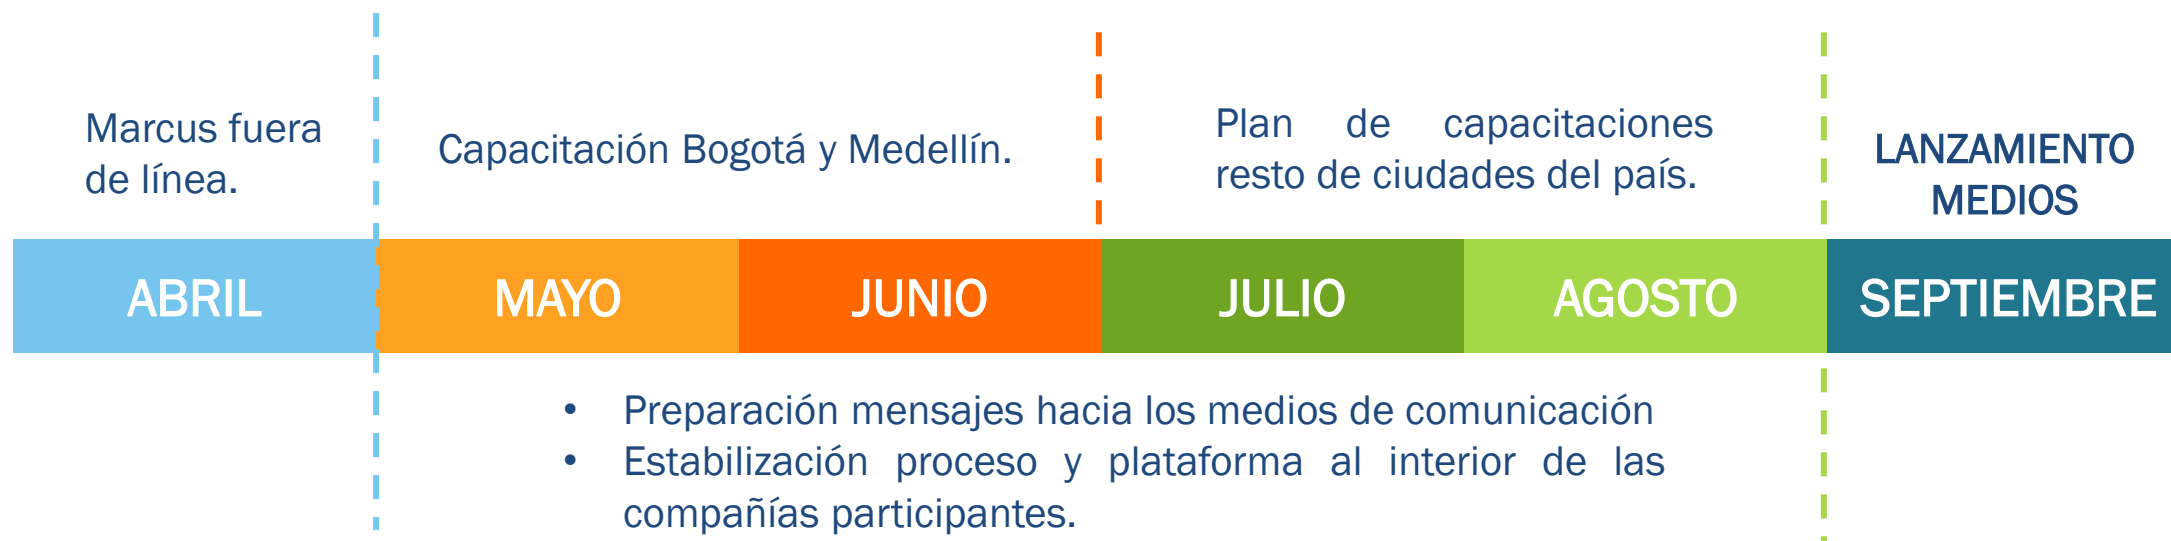 Marcus fuera
de línea.
Capacitación Bogotá y Medellín.
Plan de capacitaciones
resto de ciudades del país.
LANZAMIENTO
MEDIOS
ABRIL
MAYO
JUNIO
JULIO
AGOSTO
SEPTIEMBRE
• Preparación mensajes hacia los medios de comunicación
• Estabilización proceso y plataforma al interior de las
compañías participantes.